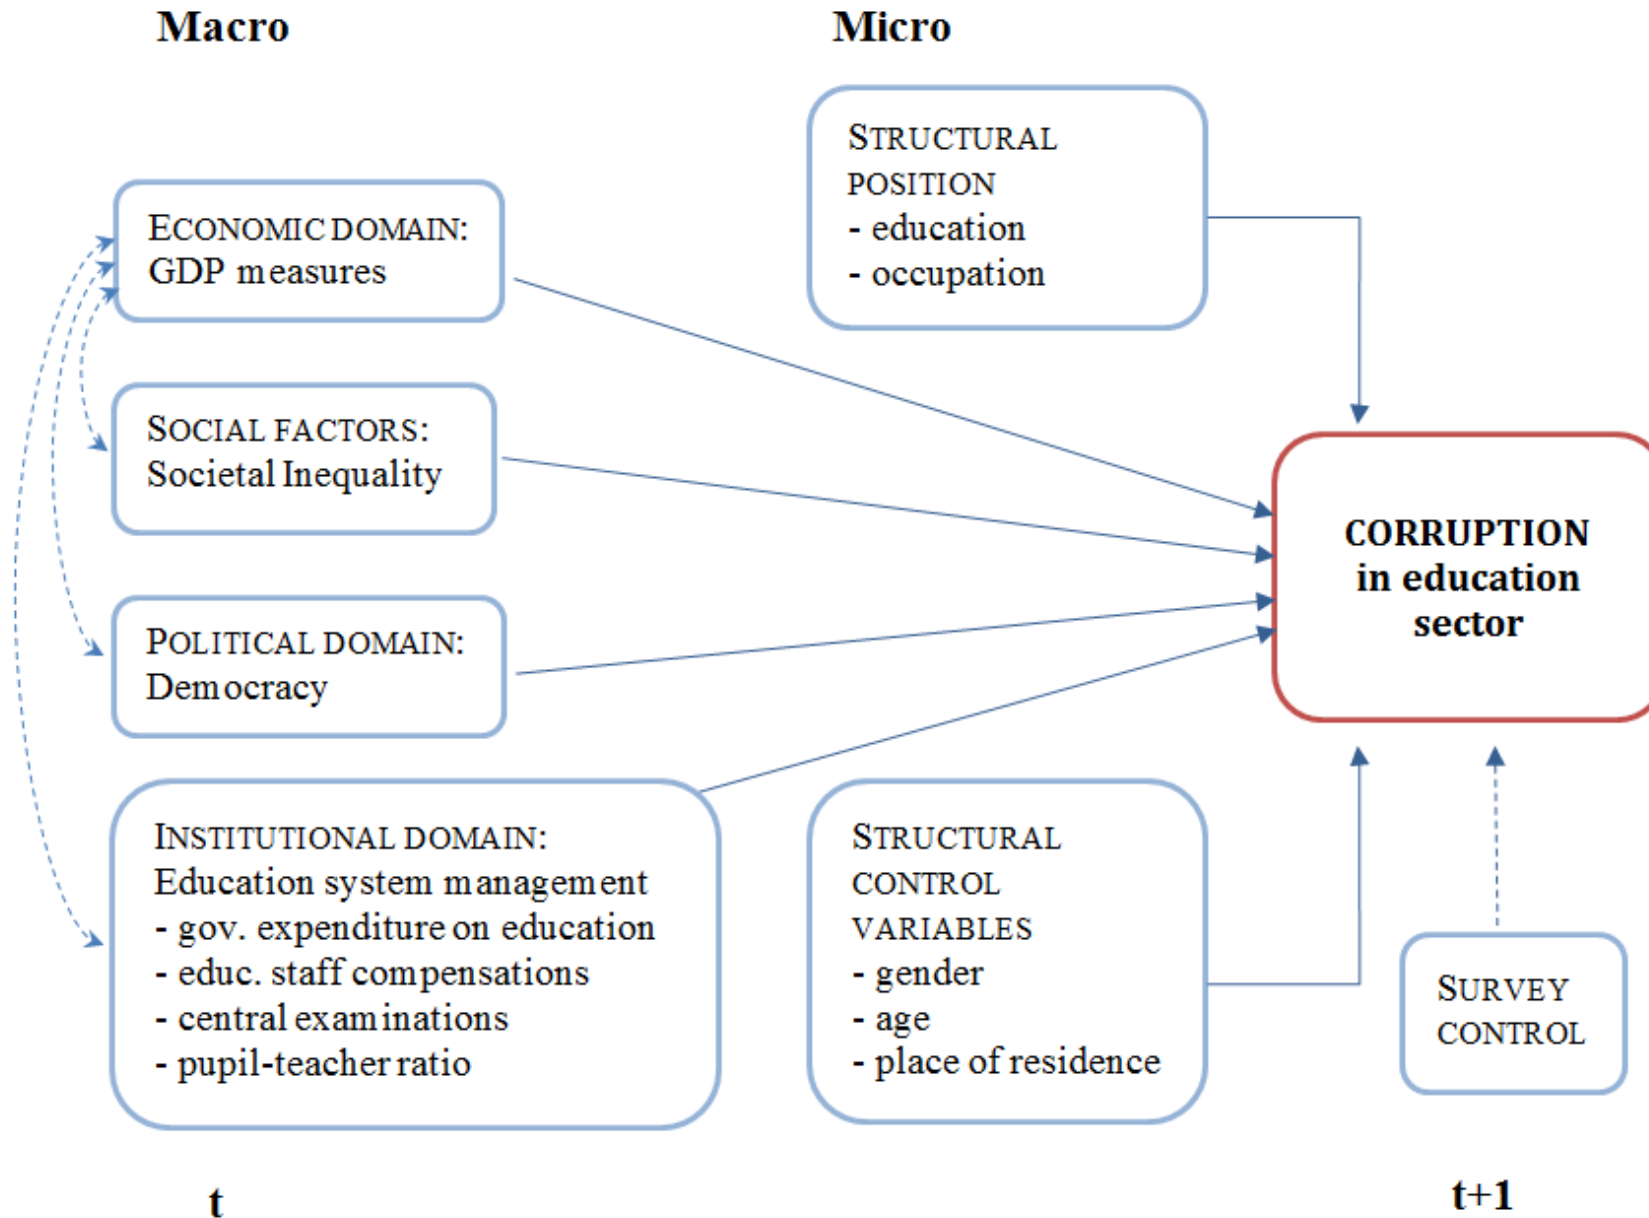 Macro
Micro
STRUCTURAL
POSITION
- education
- occupation
ECONOMIC DOMAIN:
GDP measures
SOCIAL FACTORS:
Societal Inequality
POLITICAL DOMAIN:
Democracy
INSTITUTIONAL DOMAIN:
Education system management
- gov. expenditure on education
- educ. staff compensations
- central examinations
- pupil-teacher ratio
STRUCTURAL
CONTROL
VARIABLES
- gender
- age
- place of residence
CORRUPTION
in education
sector
SURVEY
CONTROL
t
t+1